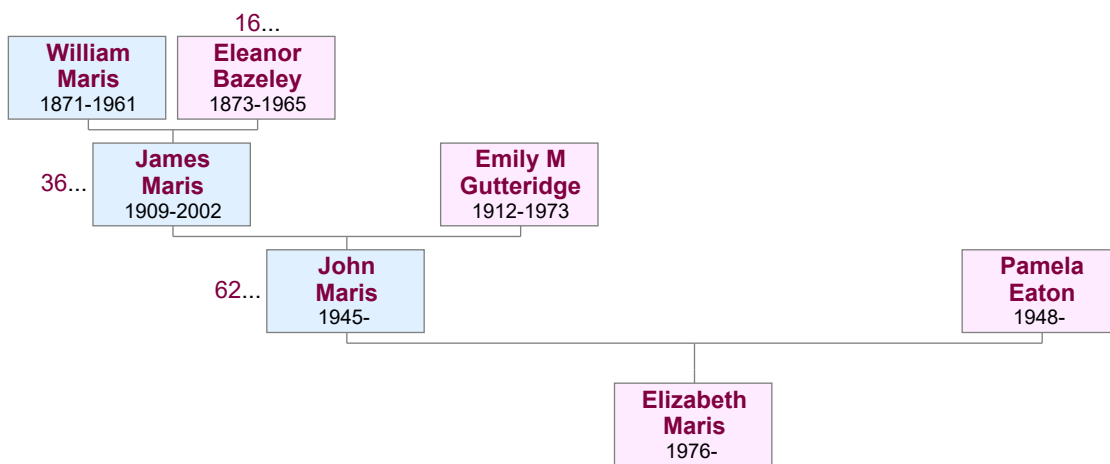 16...
William
Maris
1871-1961
Eleanor
Bazeley
1873-1965
36...
James
Maris
1909-2002
Emily M
Gutteridge
1912-1973
62...
John
Maris
1945-
Pamela
Eaton
1948-
Elizabeth
Maris
1976-